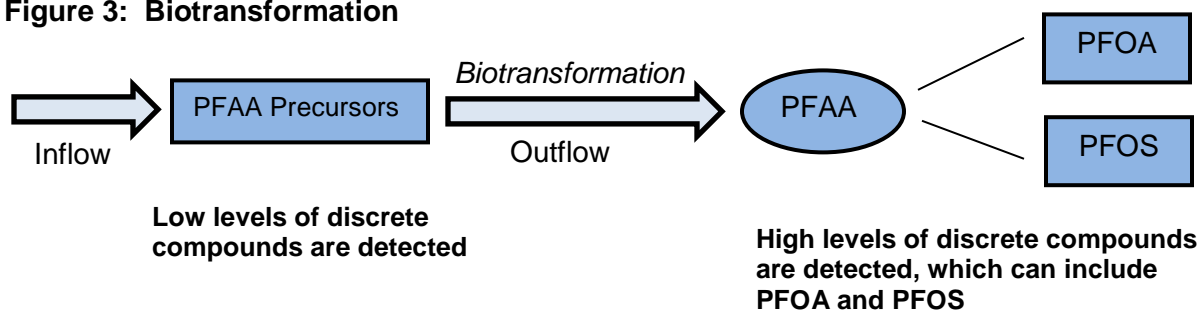 Figure 3:  Biotransformation
Inflow
PFAA Precursors
Biotransformation
Outflow
PFAA
PFOA
PFOS
Low levels of discrete
compounds are detected
High levels of discrete compounds
are detected, which can include
PFOA and PFOS